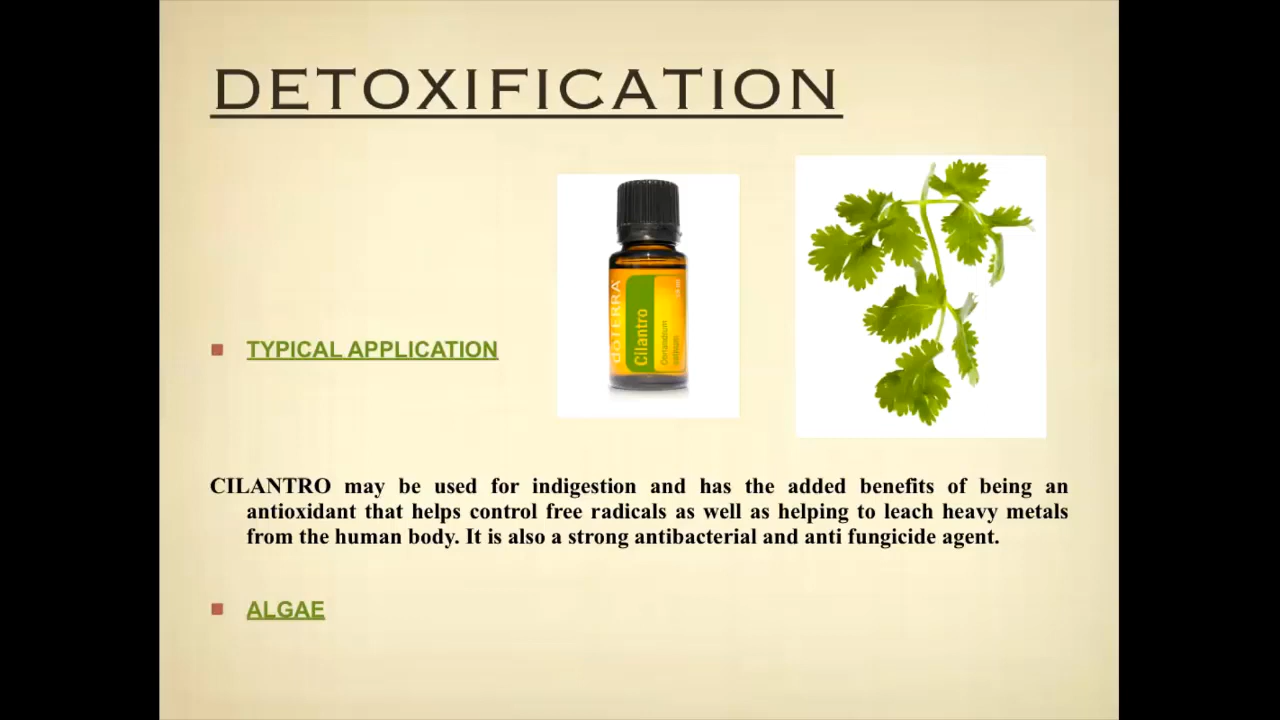 DETOXIFICATION
dōTERRA
Cilantro
Coriandrum
sativum
TYPICAL APPLICATION
CILANTRO may be used for indigestion and has the added benefits of being an
antioxidant that helps control free radicals as well as helping to leach heavy metals
from the human body. It is also a strong antibacterial and anti fungicide agent.
ALGAE